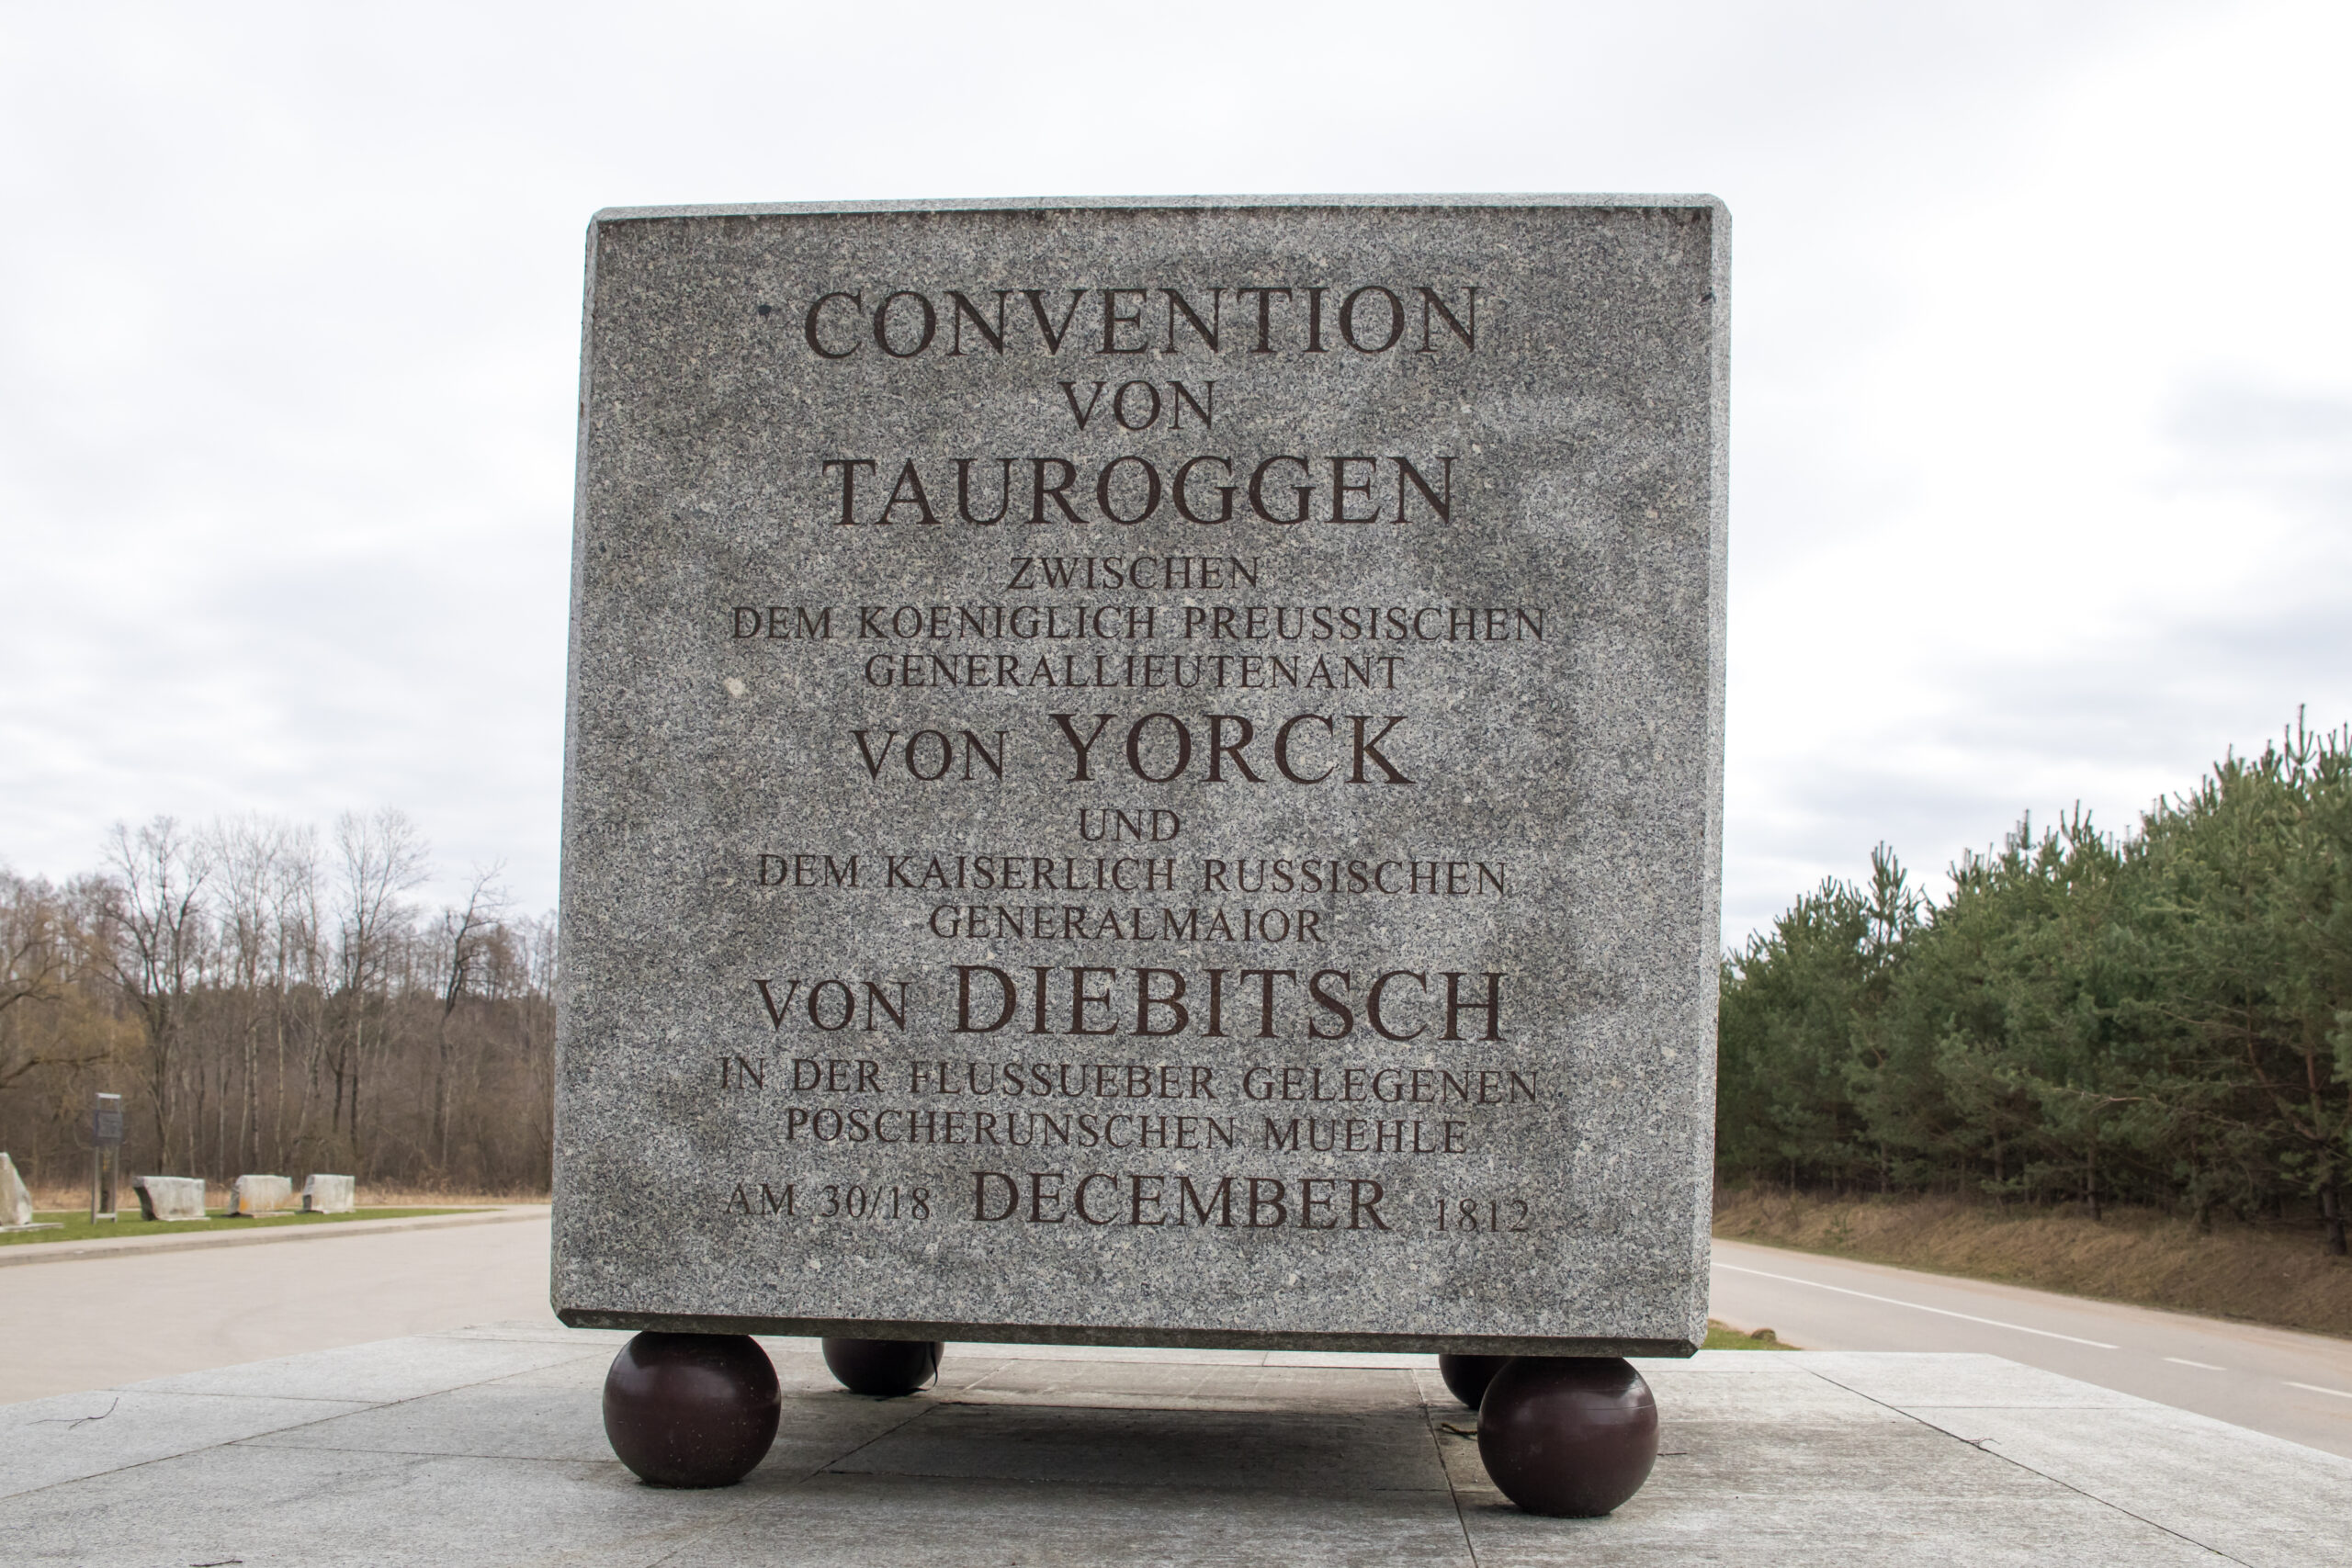 CONVENTION
VON
TAUROGGEN
ZWISCHEN
DEM KOENIGLICH PREUSSISCHEN
GENERALLIEUTENANT
VON YORCK
UND
DEM KAISERLICH RUSSISCHEN
GENERALMAIOR
VON DIEBITSCH
IN DER FLUSSUEBER GELEGENEN
POSCHERUNSCHEN MUEHLE
AM 30/18 DECEMBER 1812